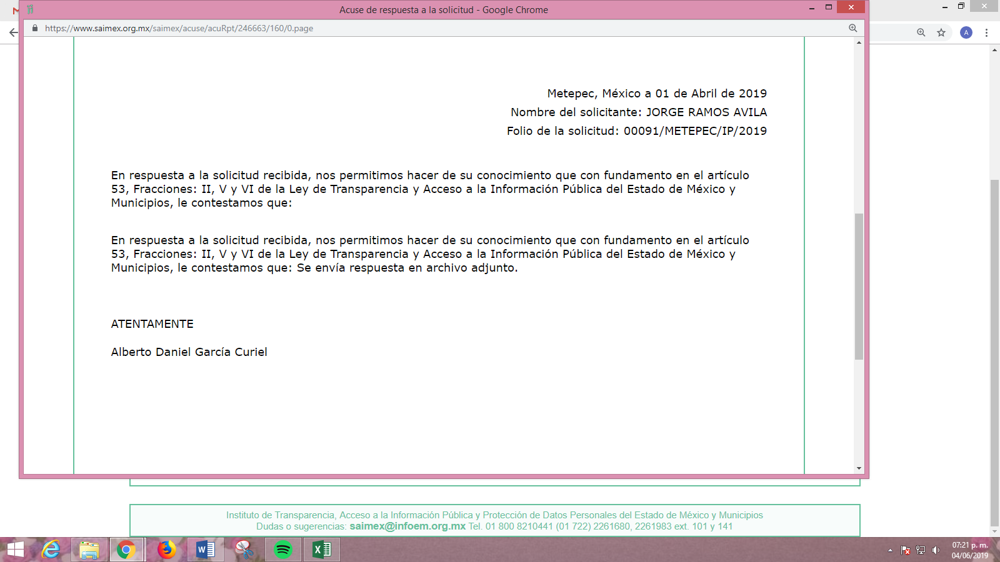 Acuse de respuesta a la solicitud - Google Chrome
https://www.saimex.org.mx/saimex/acuse/acuRpt/246663/160/0.page
A
Metepec, México a 01 de Abril de 2019
Nombre del solicitante: JORGE RAMOS AVILA
Folio de la solicitud: 00091/METEPEC/IP/2019
En respuesta a la solicitud recibida, nos permitimos hacer de su conocimiento que con fundamento en el artículo
53, Fracciones: II, V y VI de la Ley de Transparencia y Acceso a la Información Pública del Estado de México y
Municipios, le contestamos que:
En respuesta a la solicitud recibida, nos permitimos hacer de su conocimiento que con fundamento en el artículo
53, Fracciones: II, V y VI de la Ley de Transparencia y Acceso a la Información Pública del Estado de México y
Municipios, le contestamos que: Se envía respuesta en archivo adjunto.
ATENTAMENTE
Alberto Daniel García Curiel
Instituto de Transparencia, Acceso a la Información Pública y Protección de Datos Personales del Estado de México y Municipios
Dudas o sugerencias: saimex@infoem.org.mx Tel. 01 800 8210441 (01 722) 2261680, 2261983 ext. 101 y 141
07:21 p. m.
04/06/2019